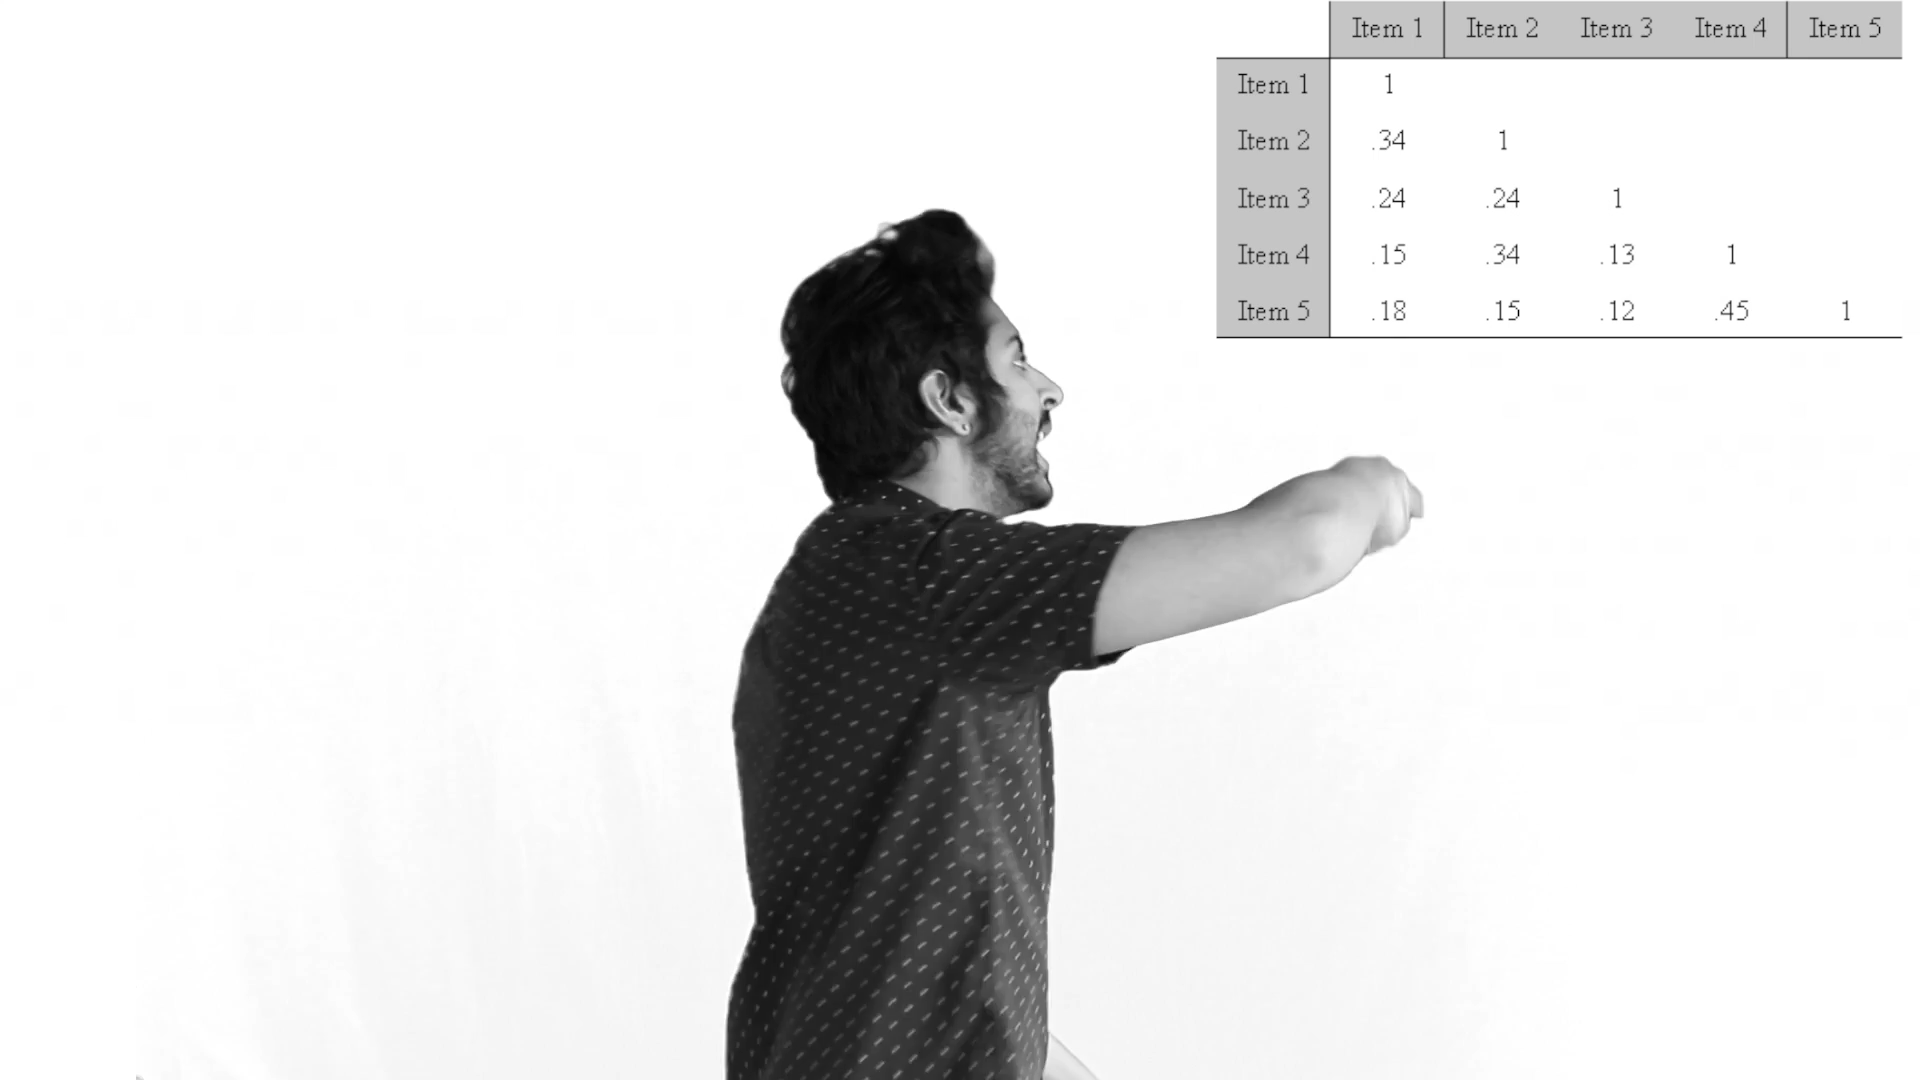 Item 1 Item 2 Item 3 Item 4 Item 5
Item 1 1
Item 2 .34 1
Item 3 .24 .24 1
Item 4 .15 .34 .13 1
Item 5 .18 .15 .12 .45 1